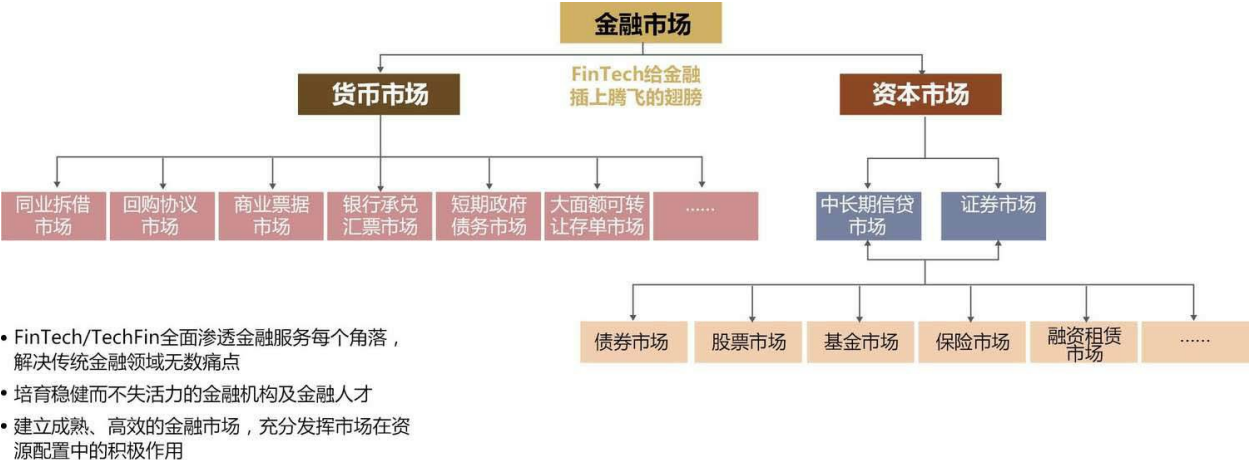 金融市场
FinTech给金融
插上腾飞的翅膀
货币市场
资本市场
同业拆借
市场
回购协议
市场
商业票据
市场
银行承兑
汇票市场
短期政府
债务市场
大面额可转
让存单市场
......
中长期信贷
市场
证券市场
债券市场
股票市场
基金市场
保险市场
融资租赁
市场
......
• FinTech/TechFin全面渗透金融服务每个角落，
解决传统金融领域无数痛点
• 培育稳健而不失活力的金融机构及金融人才
• 建立成熟、高效的金融市场，充分发挥市场在资
源配置中的积极作用